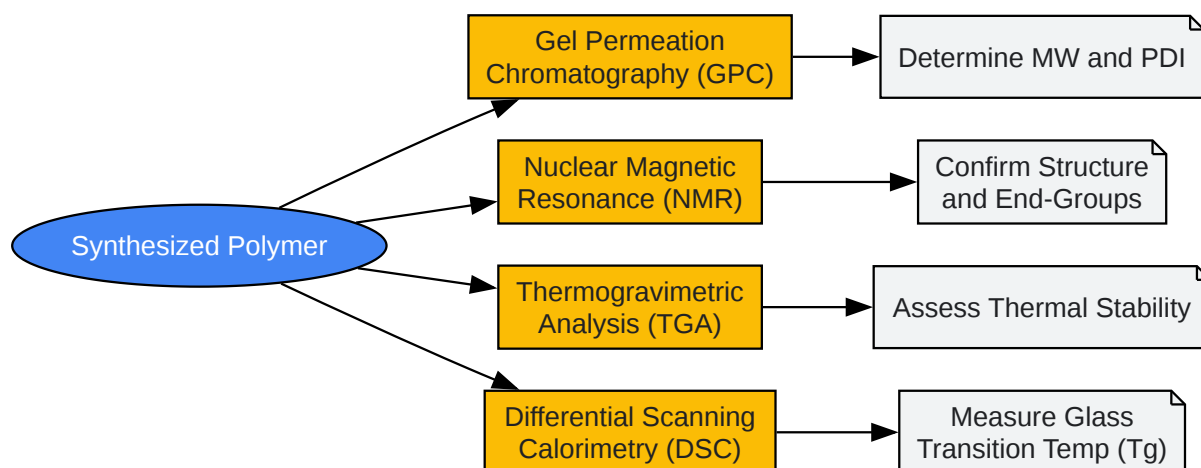 Gel Permeation
Chromatography (GPC)
Determine MW and PDI
Nuclear Magnetic
Resonance (NMR)
Confirm Structure
and End-Groups
Synthesized Polymer
Thermogravimetric
Analysis (TGA)
Assess Thermal Stability
Differential Scanning
Calorimetry (DSC)
Measure Glass
Transition Temp (Tg)